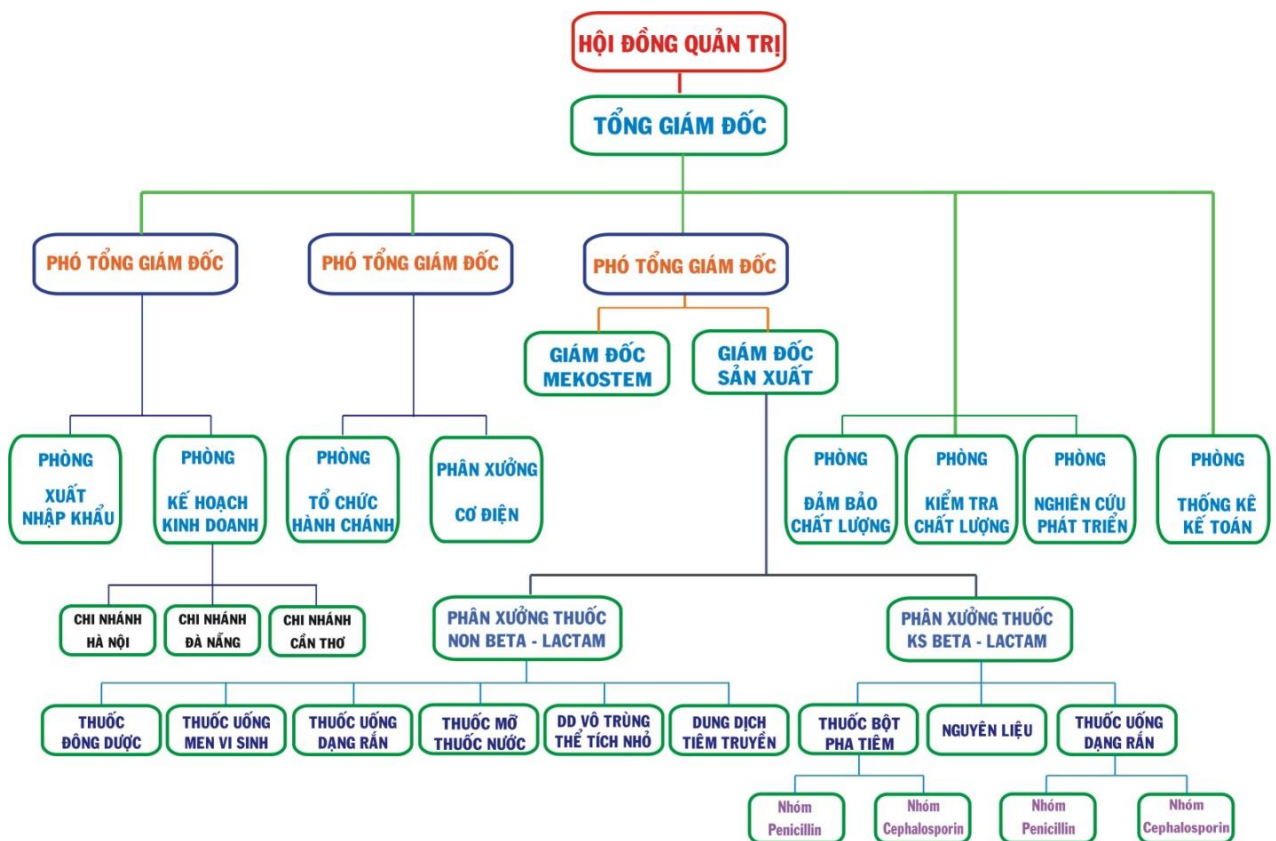 HỘI ĐỒNG QUẢN TRỊ
TỔNG GIÁM ĐỐC
PHÓ TỔNG GIÁM ĐỐC
PHÓ TỔNG GIÁM ĐỐC
PHÓ TỔNG GIÁM ĐỐC
GIÁM ĐỐC
MEKOSTEM
GIÁM ĐỐC
SẢN XUẤT
PHÒNG
XUẤT
NHẬP KHẨU
PHÒNG
KẾ HOẠCH
KINH DOANH
PHÒNG
TỔ CHỨC
HÀNH CHÁNH
PHÂN XƯỞNG
CƠ ĐIỆN
PHÒNG
ĐẢM BẢO
CHẤT LƯỢNG
PHÒNG
KIỂM TRA
CHẤT LƯỢNG
PHÒNG
NGHIÊN CỨU
PHÁT TRIỂN
PHÒNG
THỐNG KÊ
KẾ TOÁN
CHI NHÁNH
HÀ NỘI
CHI NHÁNH
ĐÀ NẴNG
CHI NHÁNH
CẦN THƠ
PHÂN XƯỞNG THUỐC
NON BETA - LACTAM
PHÂN XƯỞNG THUỐC
KS BETA - LACTAM
THUỐC
ĐÔNG DƯỢC
THUỐC UỐNG
MEN VI SINH
THUỐC UỐNG
DẠNG RẮN
THUỐC MỠ
THUỐC NƯỚC
DD VÔ TRÙNG
THỂ TÍCH NHỎ
DUNG DỊCH
TIÊM TRUYỀN
THUỐC BỘT
PHA TIÊM
NGUYÊN LIỆU
THUỐC UỐNG
DẠNG RẮN
Nhóm
Penicillin
Nhóm
Cephalosporin
Nhóm
Penicillin
Nhóm
Cephalosporin